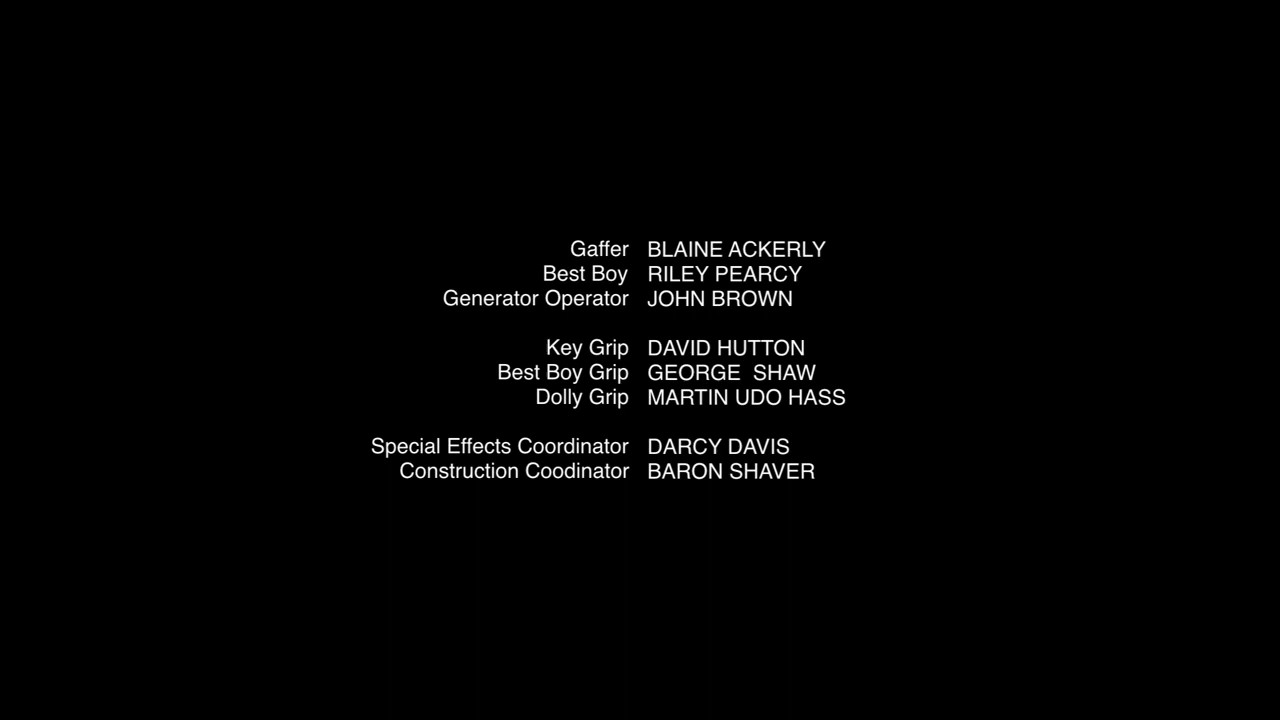 Gaffer BLAINE ACKERLY
Best Boy RILEY PEARCY
Generator Operator JOHN BROWN
Key Grip DAVID HUTTON
Best Boy Grip GEORGE  SHAW
Dolly Grip MARTIN UDO HASS
Special Effects Coordinator DARCY DAVIS
Construction Coodinator BARON SHAVER